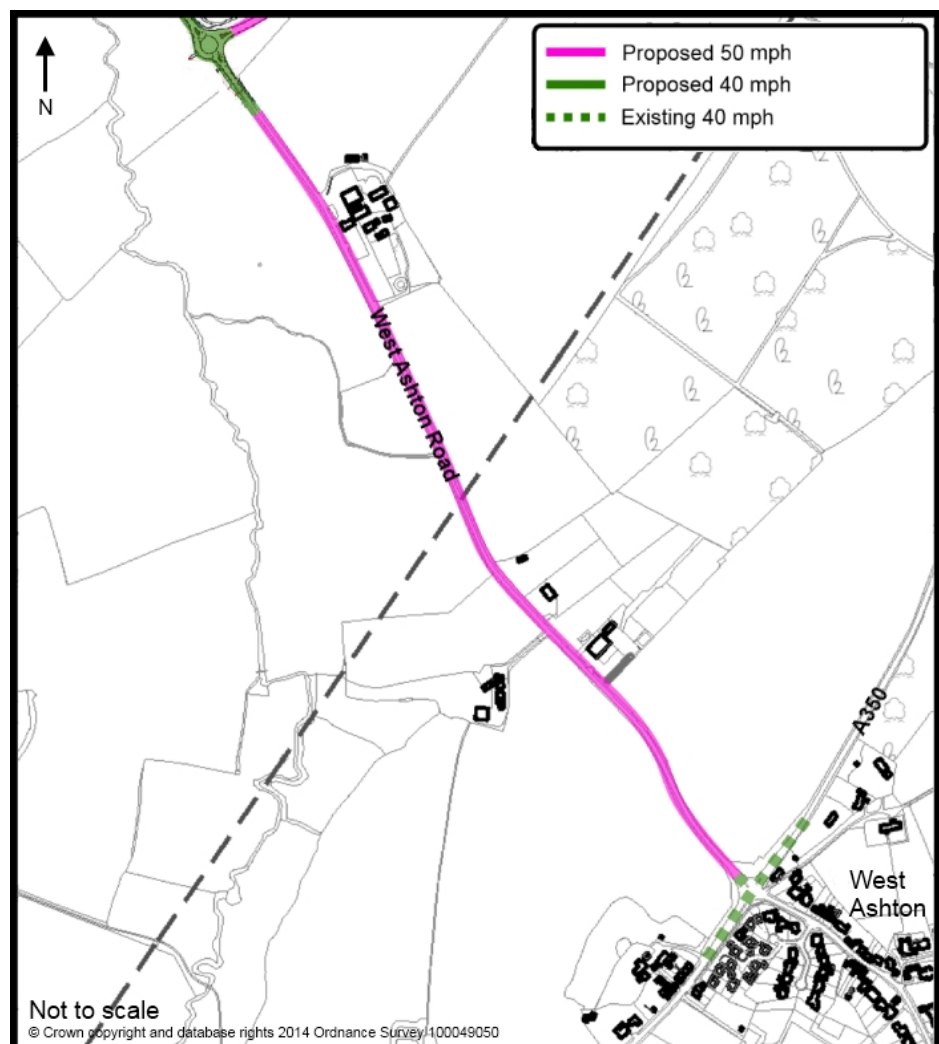 N
Proposed 50 mph
Proposed 40 mph
Existing 40 mph
West Ashton Road
A350
West
Ashton
Not to scale
© Crown copyright and database rights 2014 Ordnance Survey 100049050